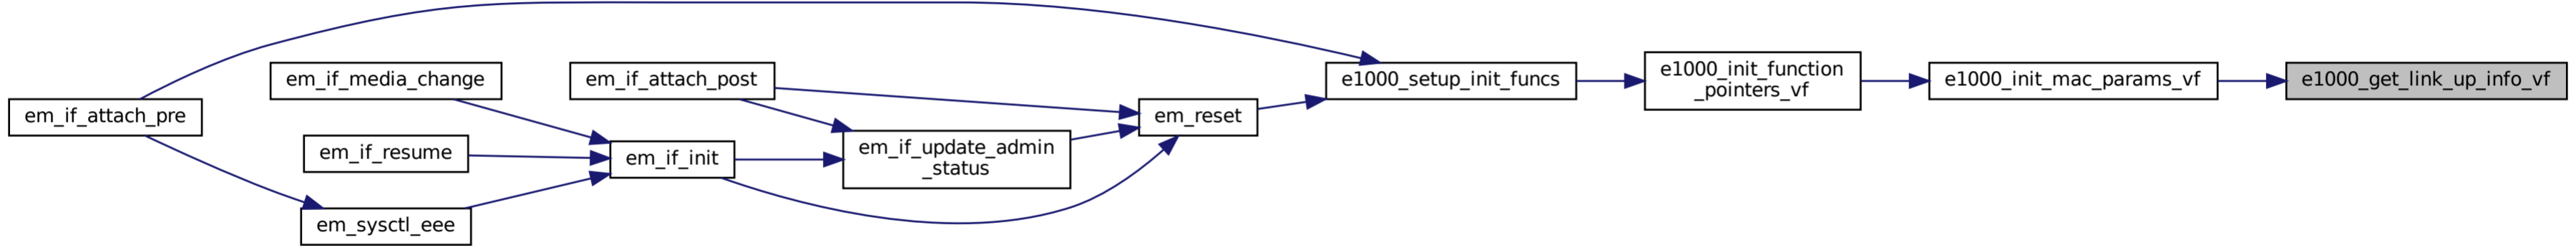 em_if_attach_pre
em_if_media_change
em_if_resume
em_sysctl_eee
em_if_attach_post
em_if_init
em_if_update_admin
_status
em_reset
e1000_setup_init_funcs
e1000_init_function
_pointers_vf
e1000_init_mac_params_vf
e1000_get_link_up_info_vf